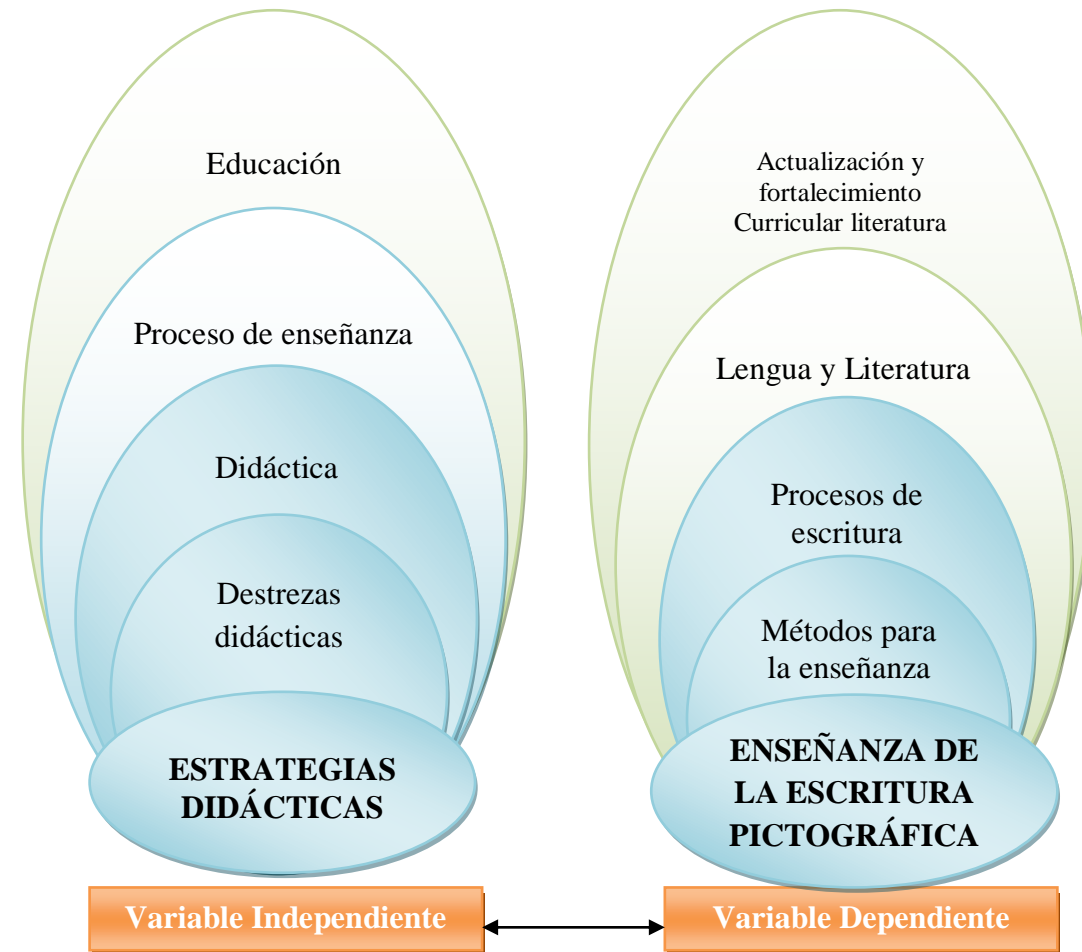 Educación
Proceso de enseñanza
Didáctica
Destrezas
didácticas
ESTRATEGIAS
DIDÁCTICAS
Variable Independiente
Actualización y
fortalecimiento
Curricular literatura
Lengua y Literatura
Procesos de
escritura
Métodos para
la enseñanza
ENSEÑANZA DE
LA ESCRITURA
PICTOGRÁFICA
Variable Dependiente